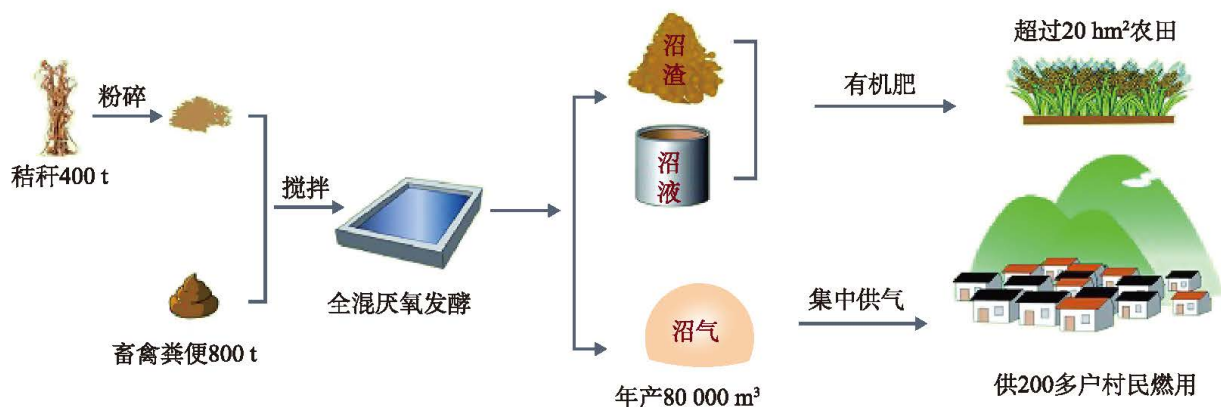 粉碎
秸秆400 t
畜禽粪便800 t
搅拌
全混厌氧发酵
沼
渣
沼
液
沼气
年产80 000 m³
有机肥
超过20 hm²农田
集中供气
供200多户村民燃用